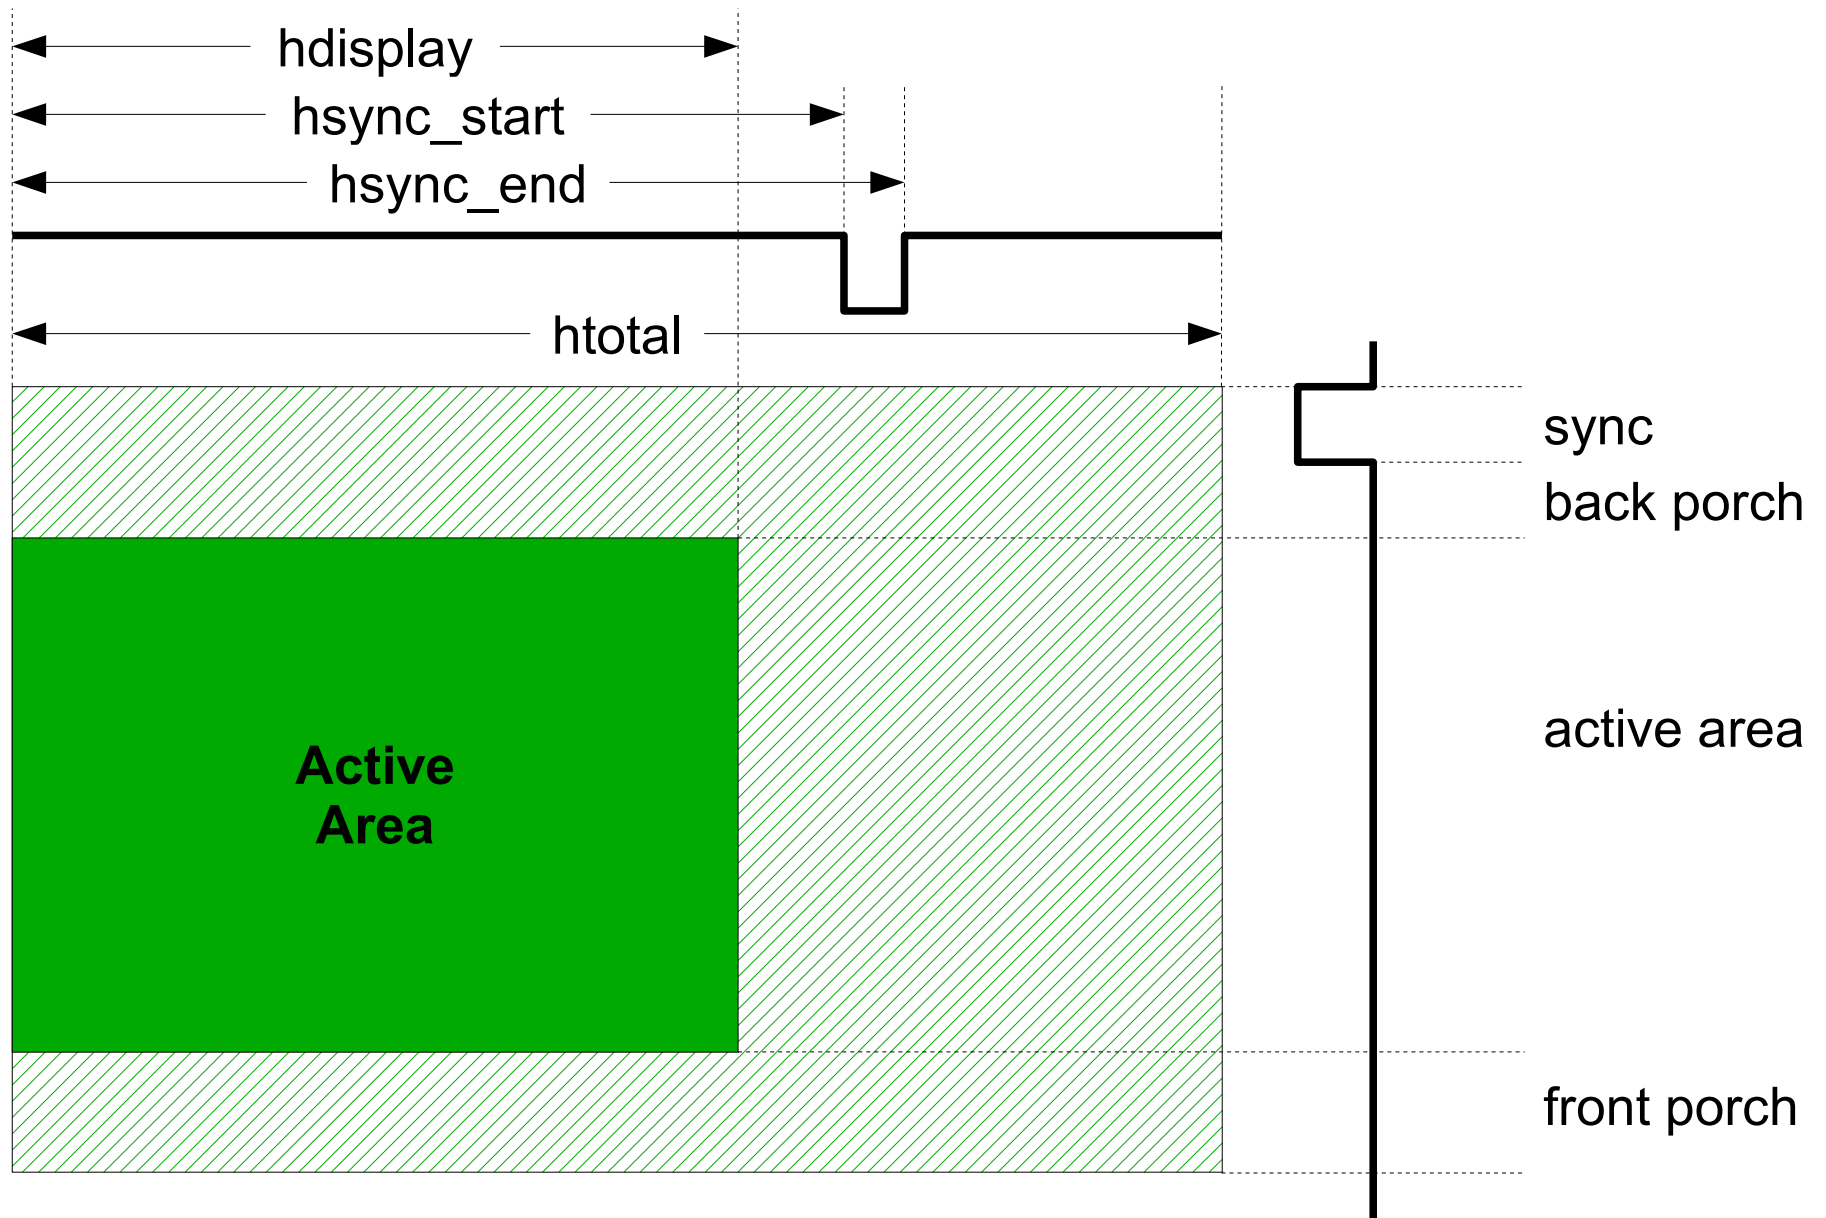 hdisplay
hsync_start
hsync_end
htotal
sync
back porch
active area
Active
Area
front porch